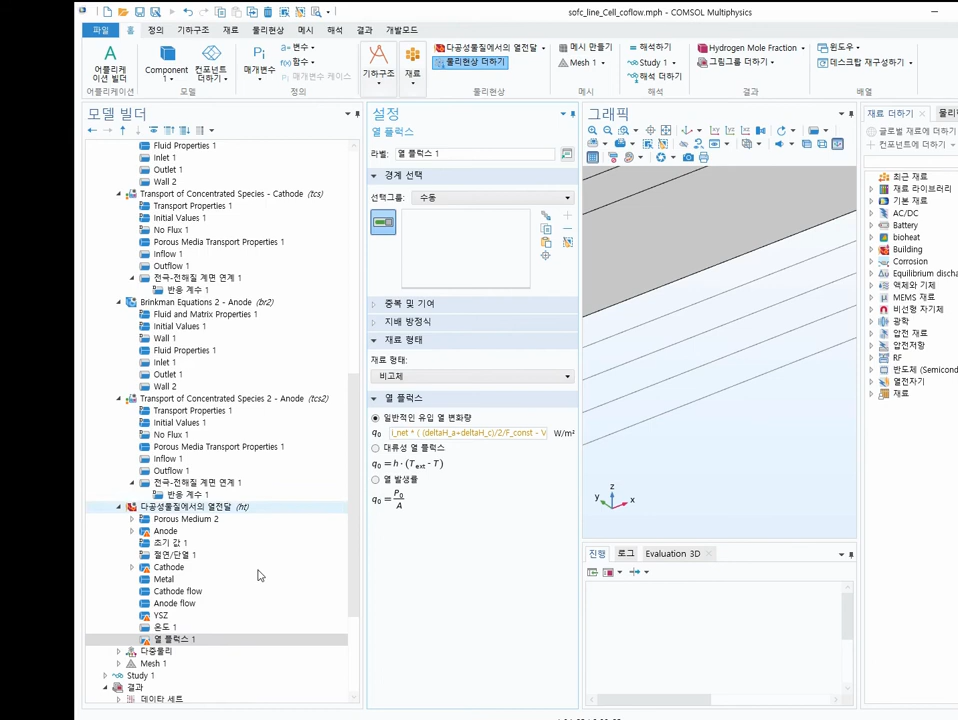 sofc_line_Cell_coflow.mph - COMSOL Multiphysics
파일 홈 정의 기하구조 재료 물리현상 메시 해석 결과 개발모드
어플리케이션 빌더
어플리케이션
Component 1
컴포넌트 더하기
모델
Pi
매개변수
a= 변수
f(x) 함수
매개변수 케이스
정의
기하구조
재료
다공성물질에서의 열전달
물리현상 더하기
물리현상
메시 만들기
Mesh 1
메시
해석하기
Study 1
해석 더하기
해석
Hydrogen Mole Fraction
그림그룹 더하기
결과
윈도우
데스크탑 재구성하기
배열
모델 빌더
Fluid Properties 1
Inlet 1
Outlet 1
Wall 2
Transport of Concentrated Species - Cathode (tcs)
Transport Properties 1
Initial Values 1
No Flux 1
Porous Media Transport Properties 1
Inflow 1
Outflow 1
전극-전해질 계면 연계 1
반응 계수 1
Brinkman Equations 2 - Anode (br2)
Fluid and Matrix Properties 1
Initial Values 1
Wall 1
Fluid Properties 1
Inlet 1
Outlet 1
Wall 2
Transport of Concentrated Species 2 - Anode (tcs2)
Transport Properties 1
Initial Values 1
No Flux 1
Porous Media Transport Properties 1
Inflow 1
Outflow 1
전극-전해질 계면 연계 1
반응 계수 1
다공성물질에서의 열전달 (ht)
Porous Medium 2
Anode
초기 값 1
절연/단열 1
Cathode
Metal
Cathode flow
Anode flow
YSZ
온도 1
열 플럭스 1
다중물리
Mesh 1
Study 1
결과
데이타 세트
설정
열 플럭스
라벨: 열 플럭스 1
경계 선택
선택그룹: 수동
중복 및 기여
지배 방정식
재료 형태
재료 형태:
비고체
열 플럭스
일반적인 유입 열 변화량
q0 i_net * ( (deltaH_a+deltaH_c)/2/F_const - V W/m²
대류성 열 플럭스
q0 = h·(Text - T)
열 발생률
q0 = P0/A
그래픽
z
y
x
진행 로그 Evaluation 3D
재료 더하기
글로벌 재료에 더하기
컴포넌트에 더하기
최근 재료
재료 라이브러리
기본 재료
AC/DC
Battery
bioheat
Building
Corrosion
Equilibrium discha
액체와 기체
MEMS 재료
비선형 자기체
광학
압전 재료
압전저항
RF
반도체 (Semicond
열전자기
재료